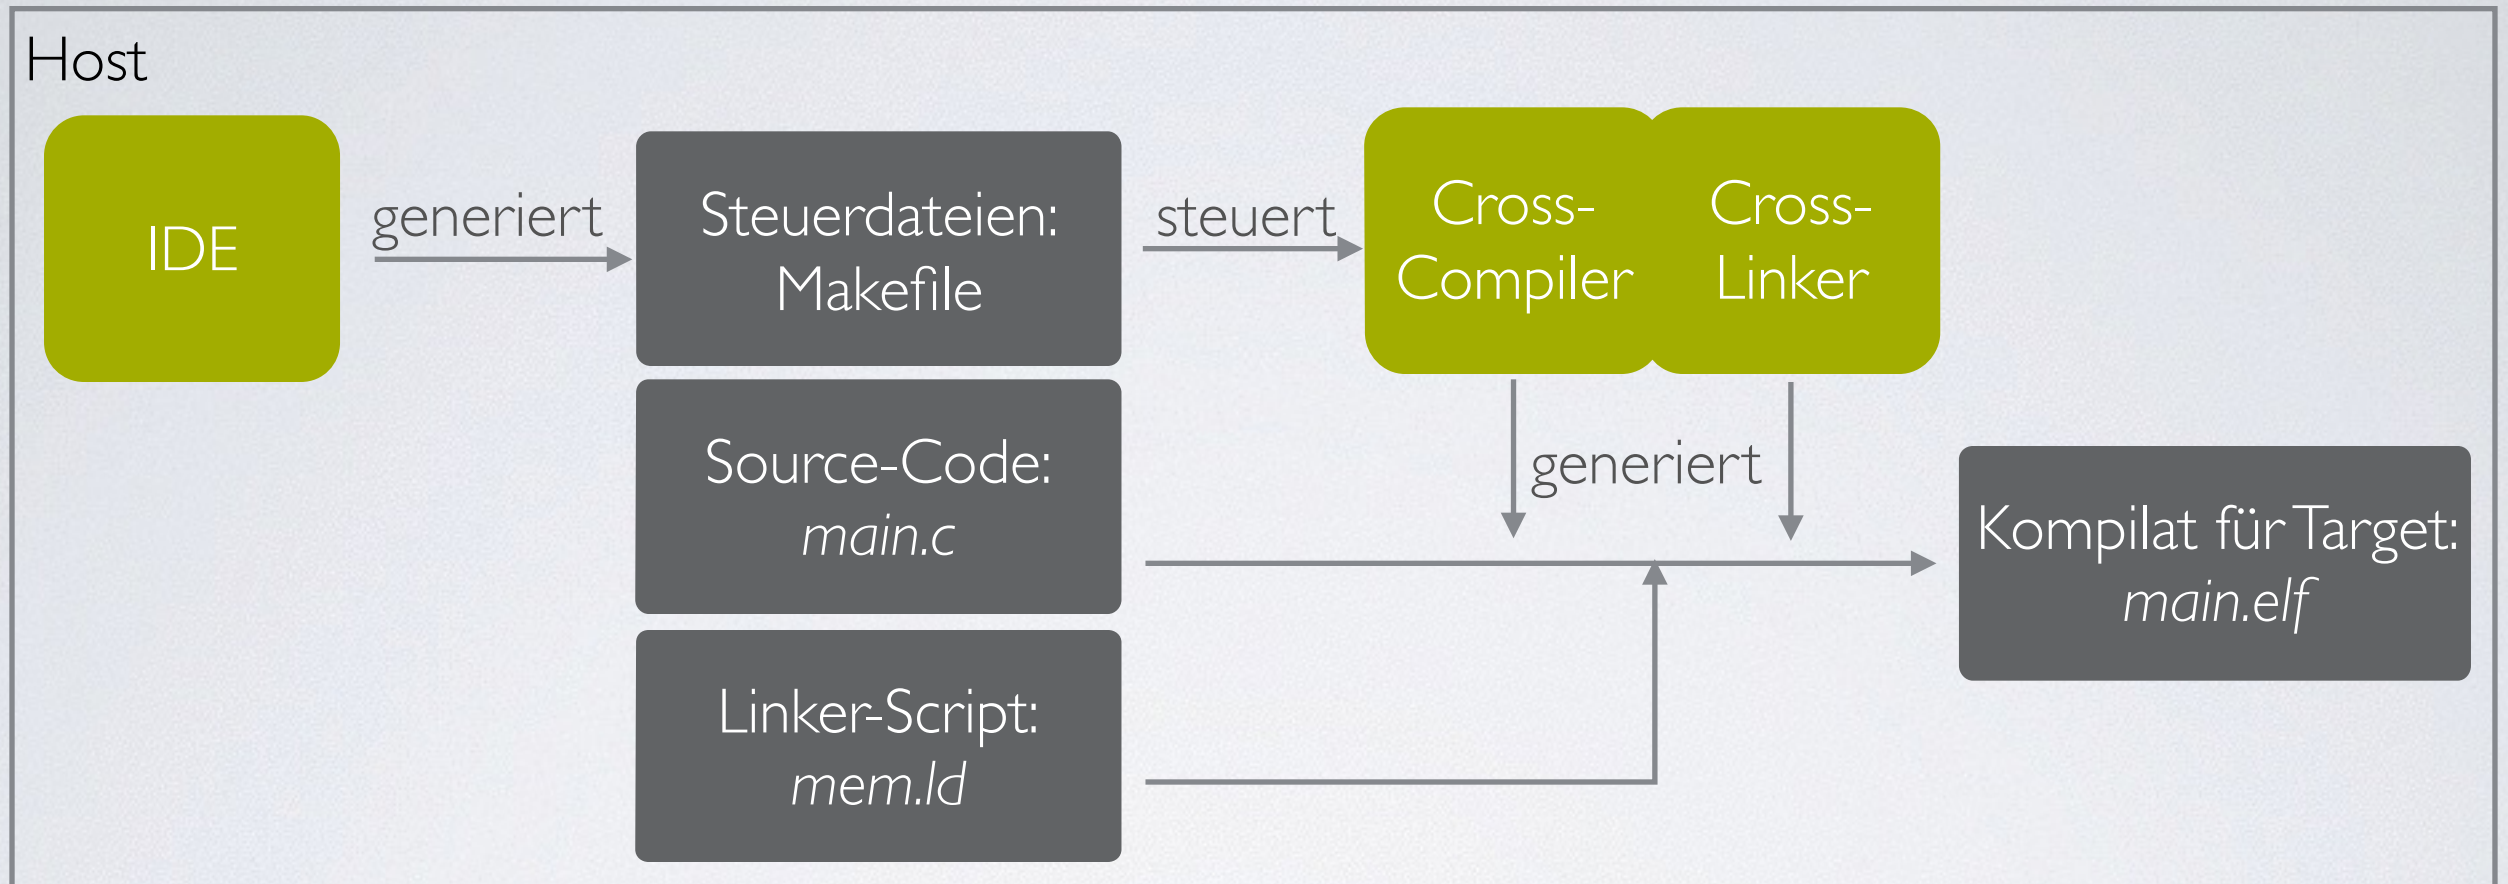 Host
IDE
generiert
Steuerdateien:
Makefile
steuert
Cross-
Compiler
Cross-
Linker
Source-Code:
main.c
generiert
Kompilat für Target:
main.elf
Linker-Script:
mem.ld